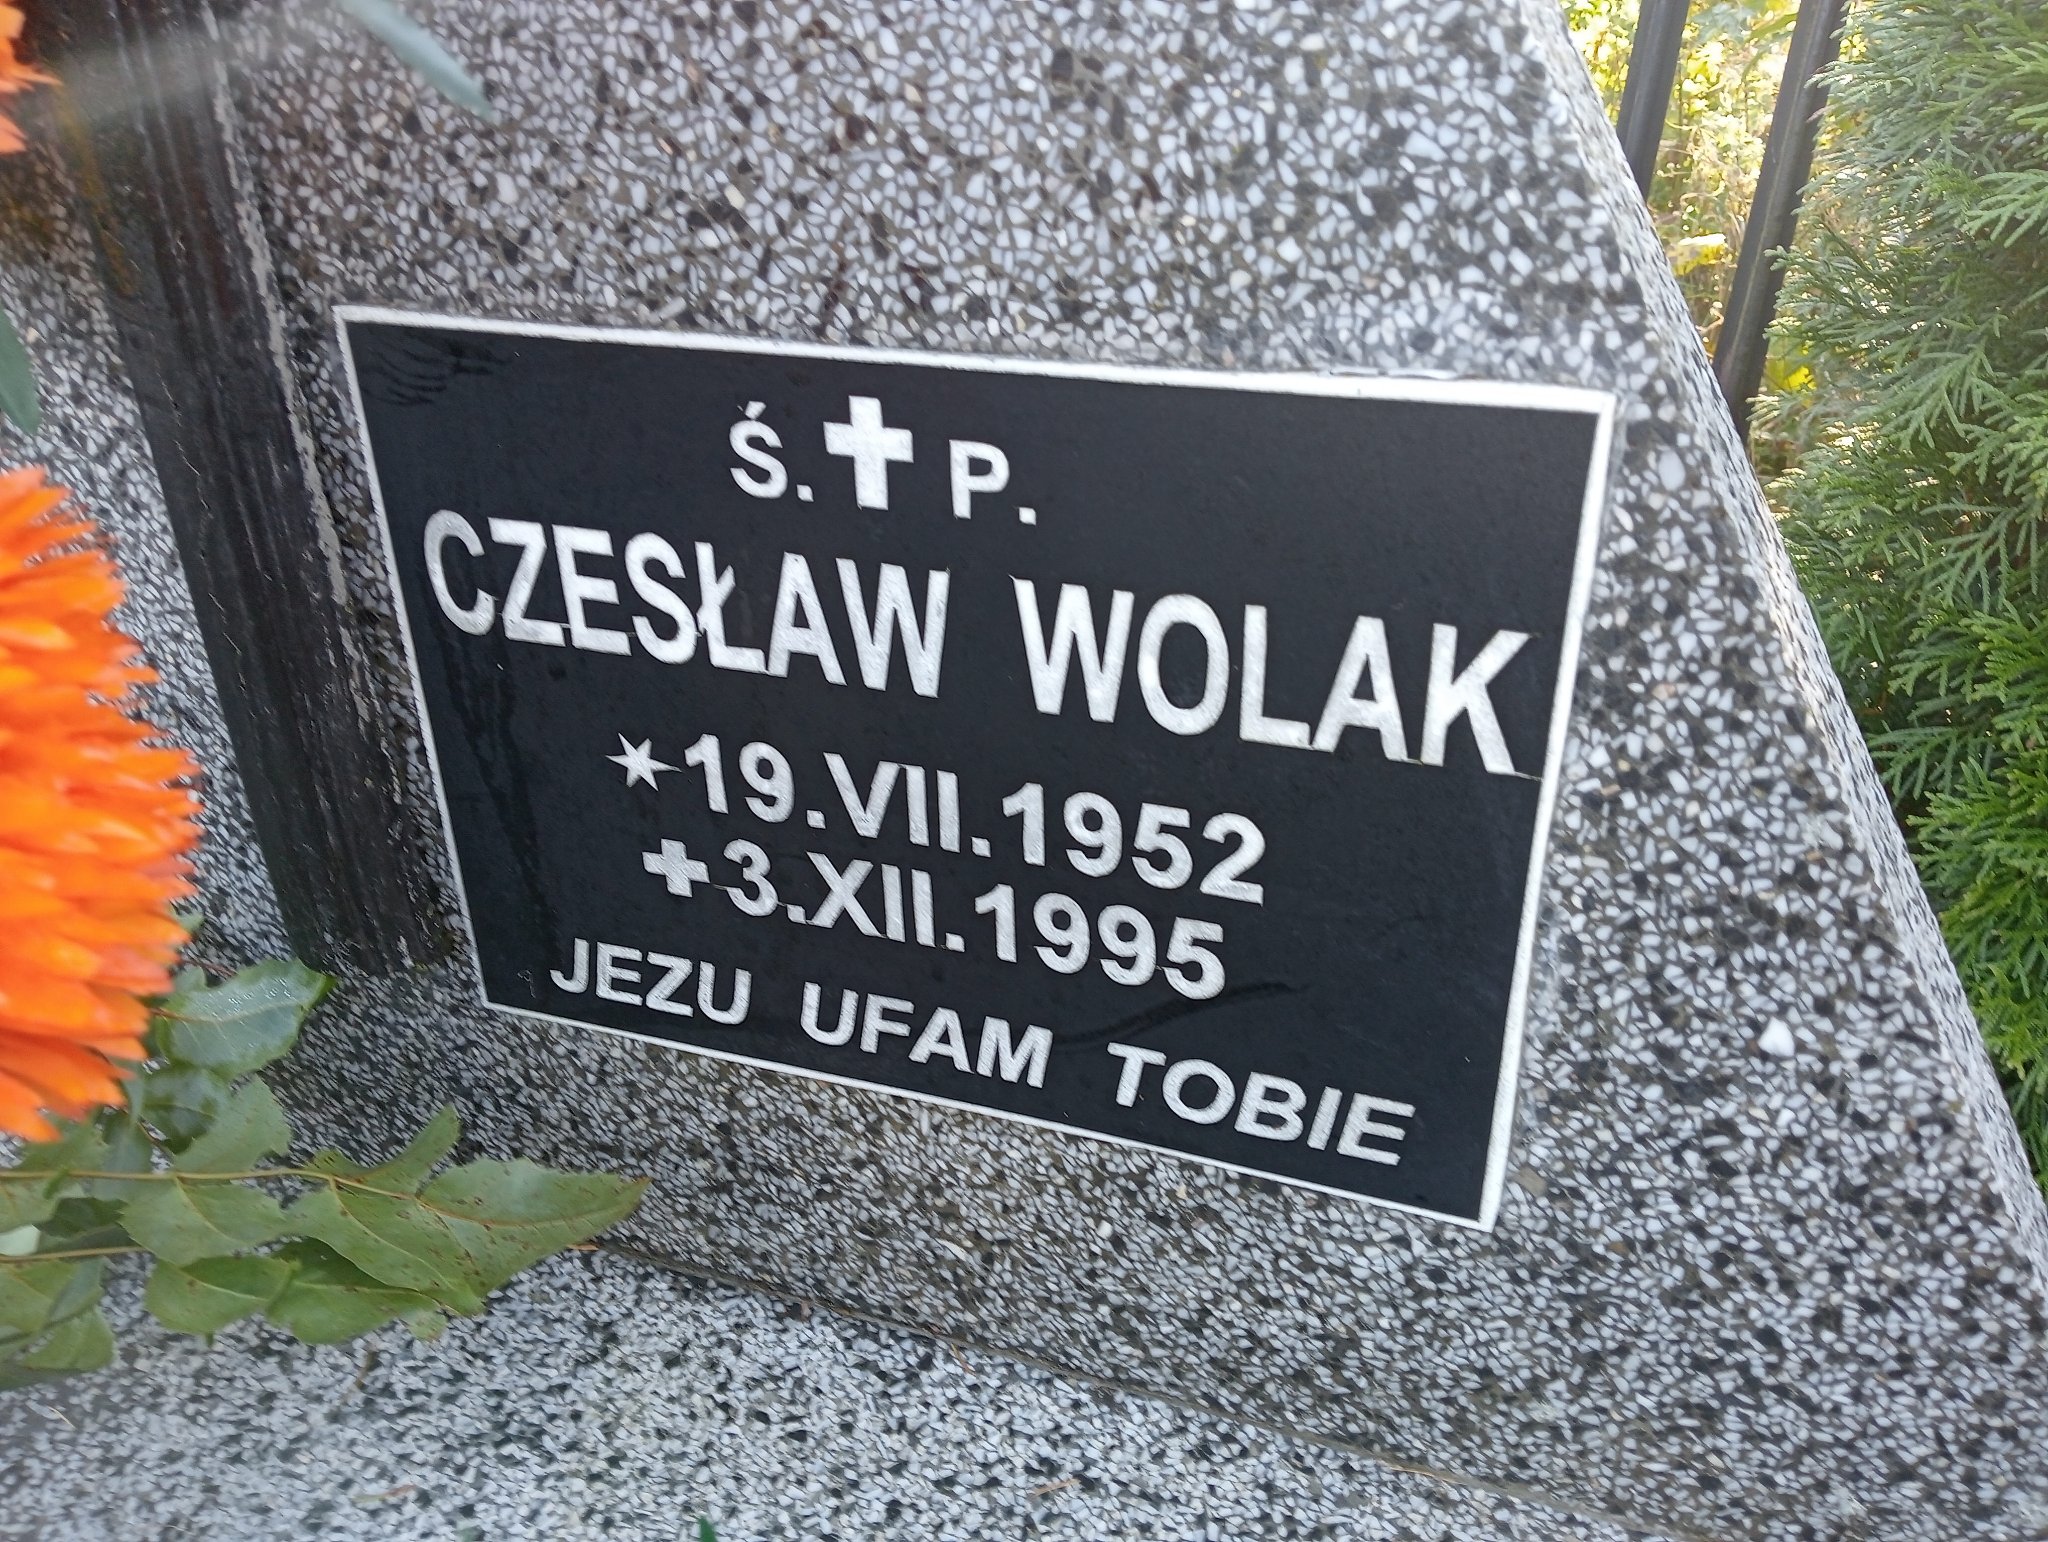 Ś.✝P.
CZESŁAW WOLAK
*19.VII.1952
+3.XII.1995
JEZU UFAM TOBIE